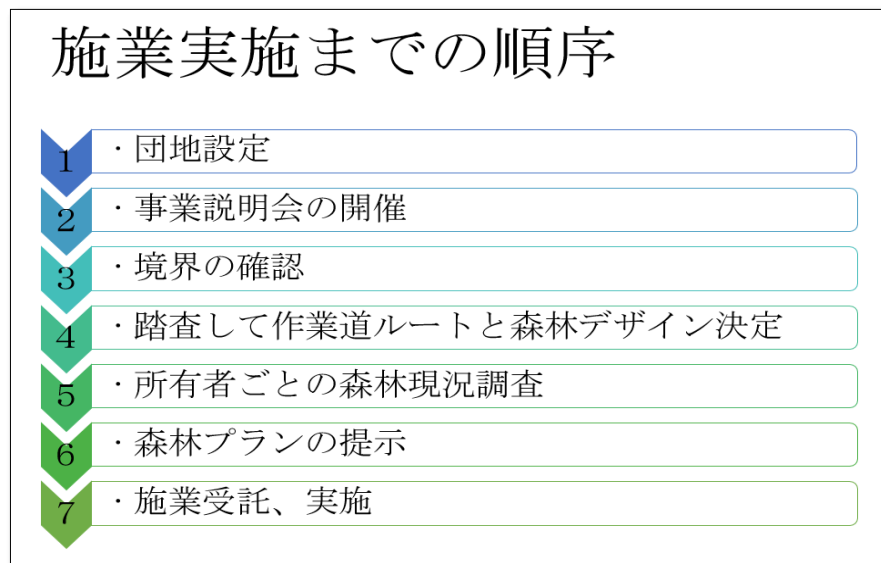 施業実施までの順序
1 ・団地設定
2 ・事業説明会の開催
3 ・境界の確認
4 ・踏査して作業道ルートと森林デザイン決定
5 ・所有者ごとの森林現況調査
6 ・森林プランの提示
7 ・施業受託、実施